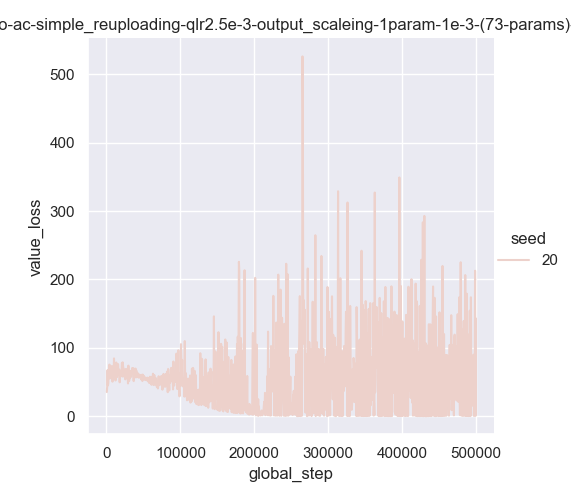 o-ac-simple_reuploading-qlr2.5e-3-output_scaleing-1param-1e-3-(73-params)
500
400
300
200
100
0
value_loss
0 100000 200000 300000 400000 500000
global_step
seed
20